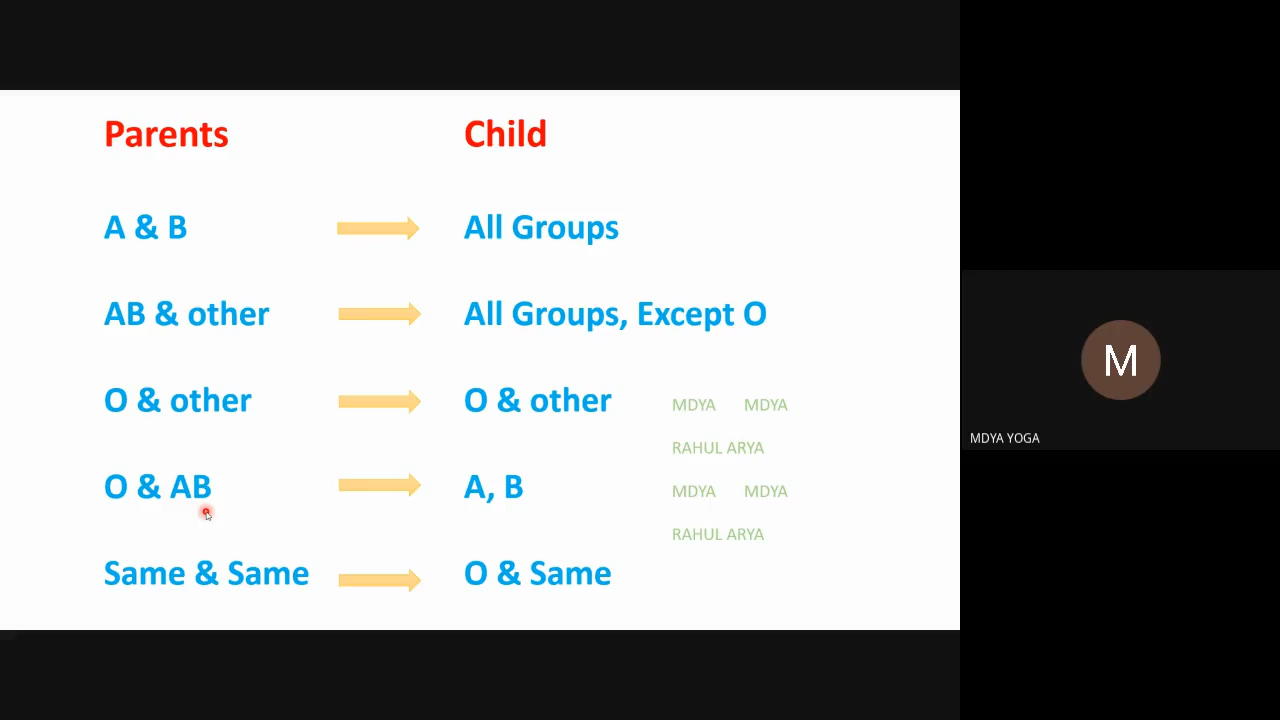 Parents Child
A & B All Groups
AB & other All Groups, Except O
O & other O & other
MDYA MDYA
RAHUL ARYA
O & AB A, B
MDYA MDYA
RAHUL ARYA
Same & Same O & Same
M
MDYA YOGA